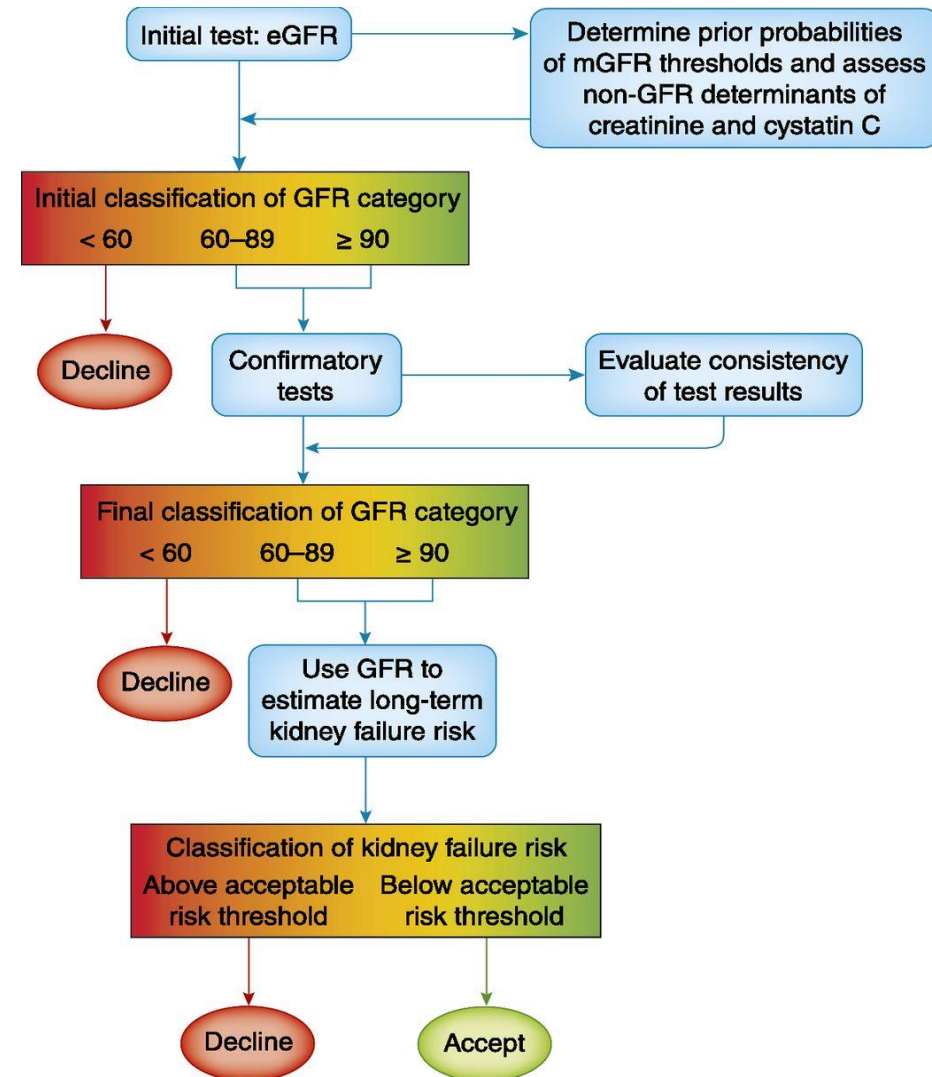 Initial test: eGFR
Determine prior probabilities
of mGFR thresholds and assess
non-GFR determinants of
creatinine and cystatin C
Initial classification of GFR category
< 60 60–89 ≥ 90
Decline
Confirmatory
tests
Evaluate consistency
of test results
Final classification of GFR category
< 60 60–89 ≥ 90
Decline
Use GFR to
estimate long-term
kidney failure risk
Classification of kidney failure risk
Above acceptable
risk threshold
Below acceptable
risk threshold
Decline
Accept